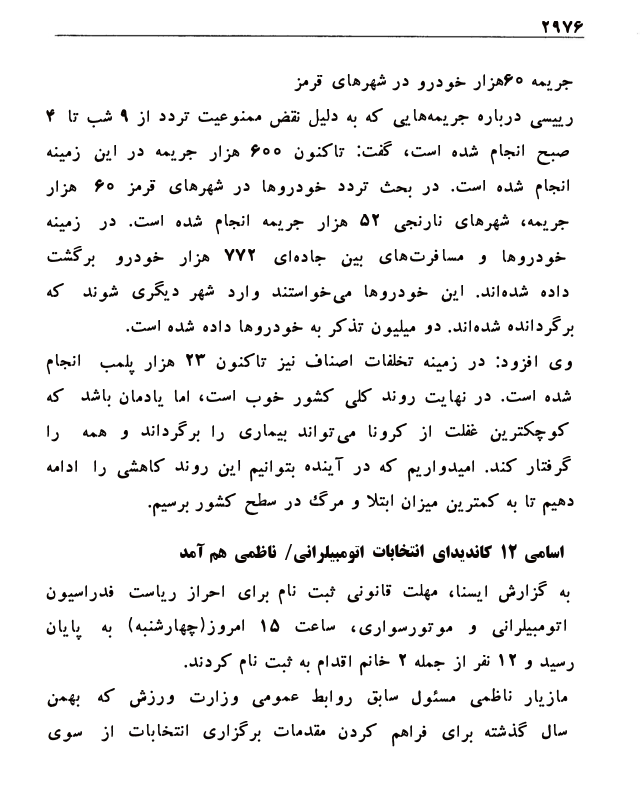 ۲۹۷۶
جریمه ۶۰هزار خودرو در شهرهای قرمز
رییسی درباره جریمه‌هایی که به دلیل نقض ممنوعیت تردد از ۹ شب تا ۴
صبح انجام شده است، گفت: تاکنون ۶۰۰ هزار جریمه در این زمینه
انجام شده است. در بحث تردد خودروها در شهرهای قرمز ۶۰ هزار
جریمه، شهرهای نارنجی ۵۲ هزار جریمه انجام شده است. در زمینه
خودروها و مسافرت‌های بین جاده‌ای ۷۷۲ هزار خودرو برگشت
داده شده‌اند. این خودروها می‌خواستند وارد شهر دیگری شوند که
برگردانده شده‌اند. دو میلیون تذکر به خودروها داده شده است.
وی افزود: در زمینه تخلفات اصناف نیز تاکنون ۲۳ هزار پلمب انجام
شده است. در نهایت روند کلی کشور خوب است، اما یادمان باشد که
کوچکترین غفلت از کرونا می‌تواند بیماری را برگرداند و همه را
گرفتار کند. امیدواریم که در آینده بتوانیم این روند کاهشی را ادامه
دهیم تا به کمترین میزان ابتلا و مرگ در سطح کشور برسیم.
اسامی ۱۲ کاندیدای انتخابات اتومبیلرانی/ ناظمی هم آمد
به گزارش ایسنا، مهلت قانونی ثبت نام برای احراز ریاست فدراسیون
اتومبیلرانی و موتورسواری، ساعت ۱۵ امروز(چهارشنبه) به پایان
رسید و ۱۲ نفر از جمله ۲ خانم اقدام به ثبت نام کردند.
مازیار ناظمی مسئول سابق روابط عمومی وزارت ورزش که بهمن
سال گذشته برای فراهم کردن مقدمات برگزاری انتخابات از سوی